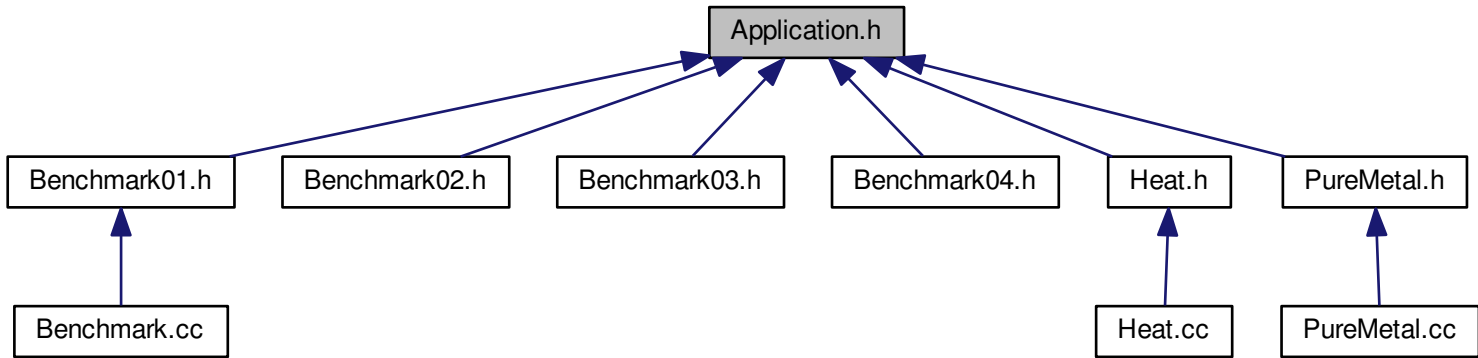 Application.h
Benchmark01.h
Benchmark02.h
Benchmark03.h
Benchmark04.h
Heat.h
PureMetal.h
Benchmark.cc
Heat.cc
PureMetal.cc